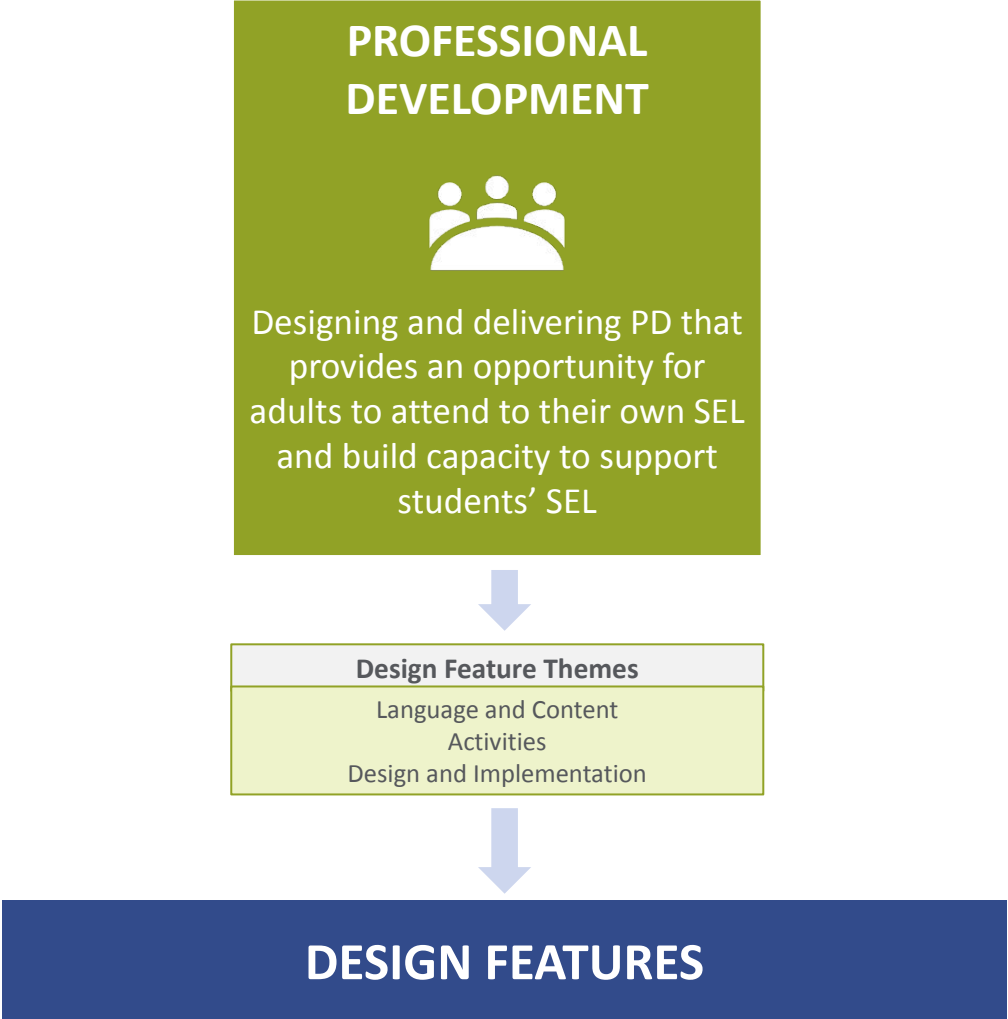 PROFESSIONAL
DEVELOPMENT
Designing and delivering PD that
provides an opportunity for
adults to attend to their own SEL
and build capacity to support
students’ SEL
Design Feature Themes
Language and Content
Activities
Design and Implementation
DESIGN FEATURES